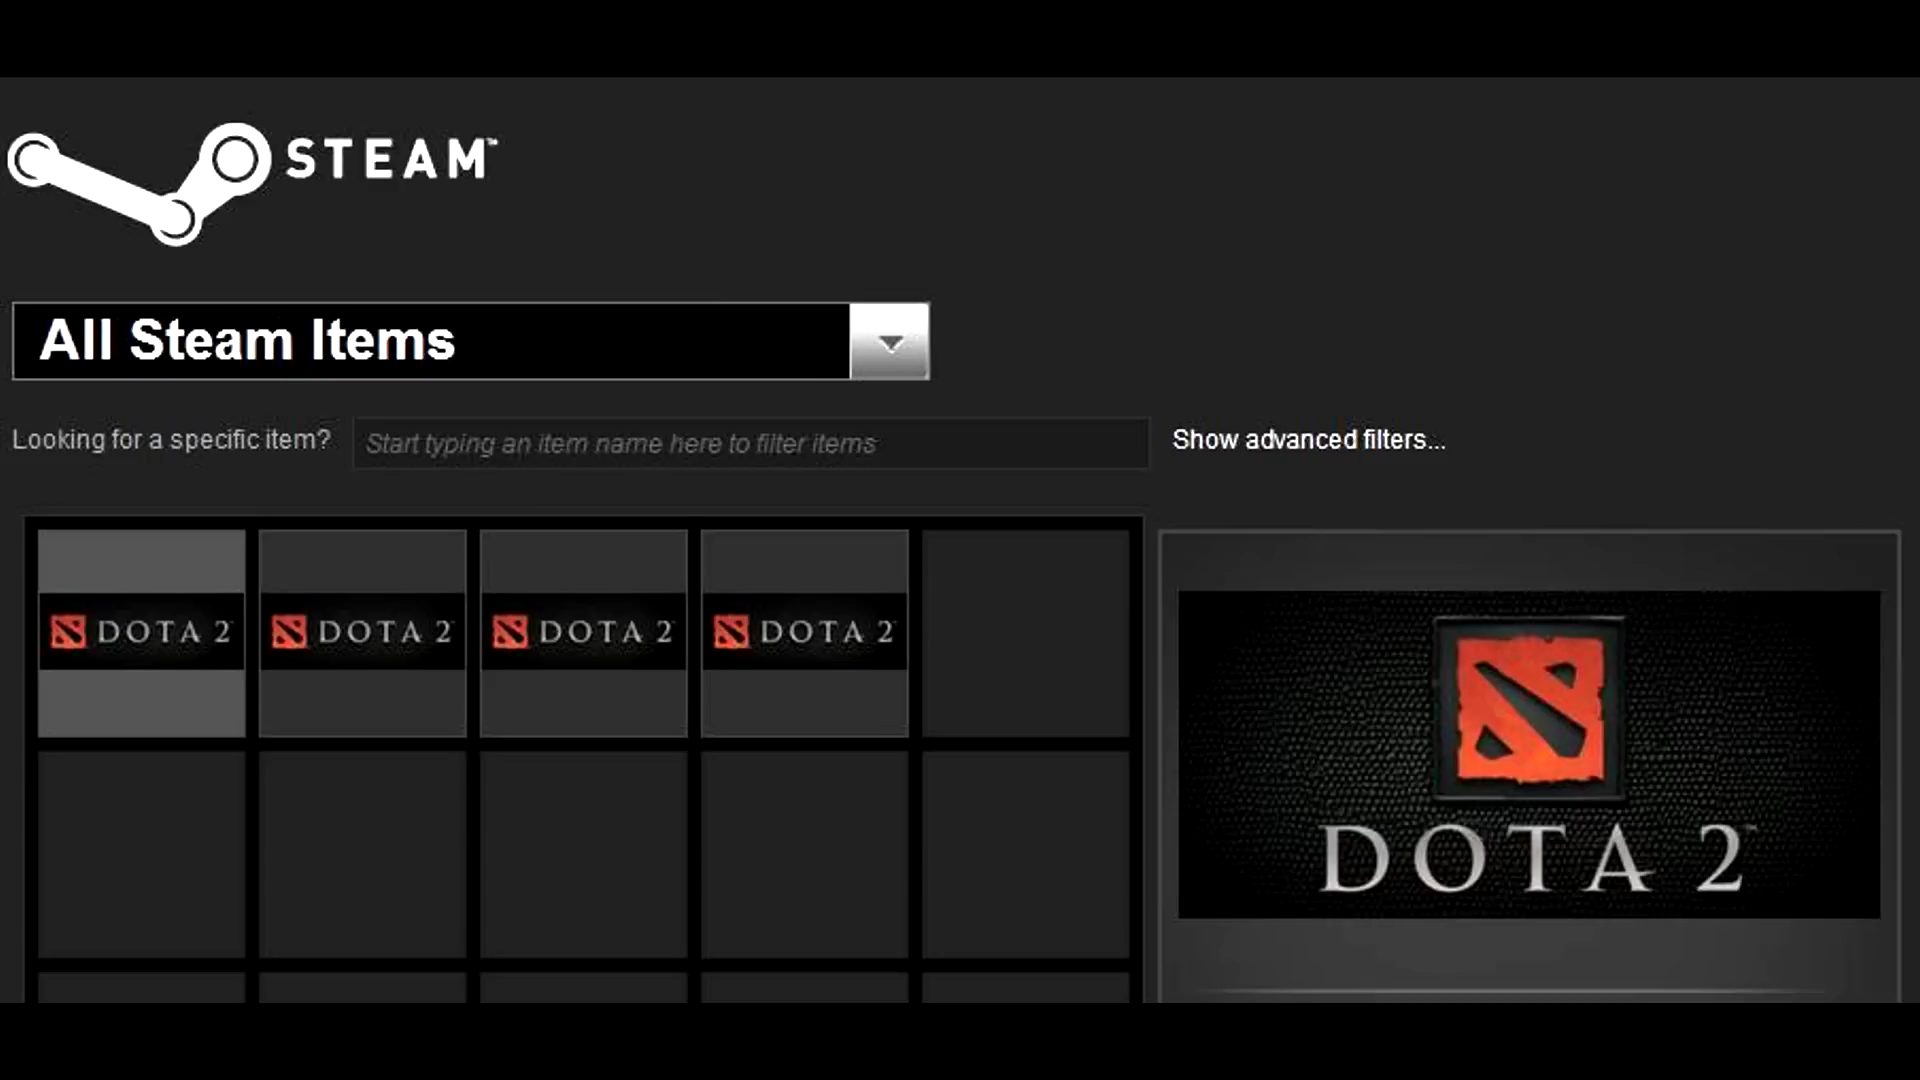 STEAM™
All Steam Items
Looking for a specific item? Start typing an item name here to filter items Show advanced filters...
DOTA 2 DOTA 2 DOTA 2 DOTA 2
DOTA 2